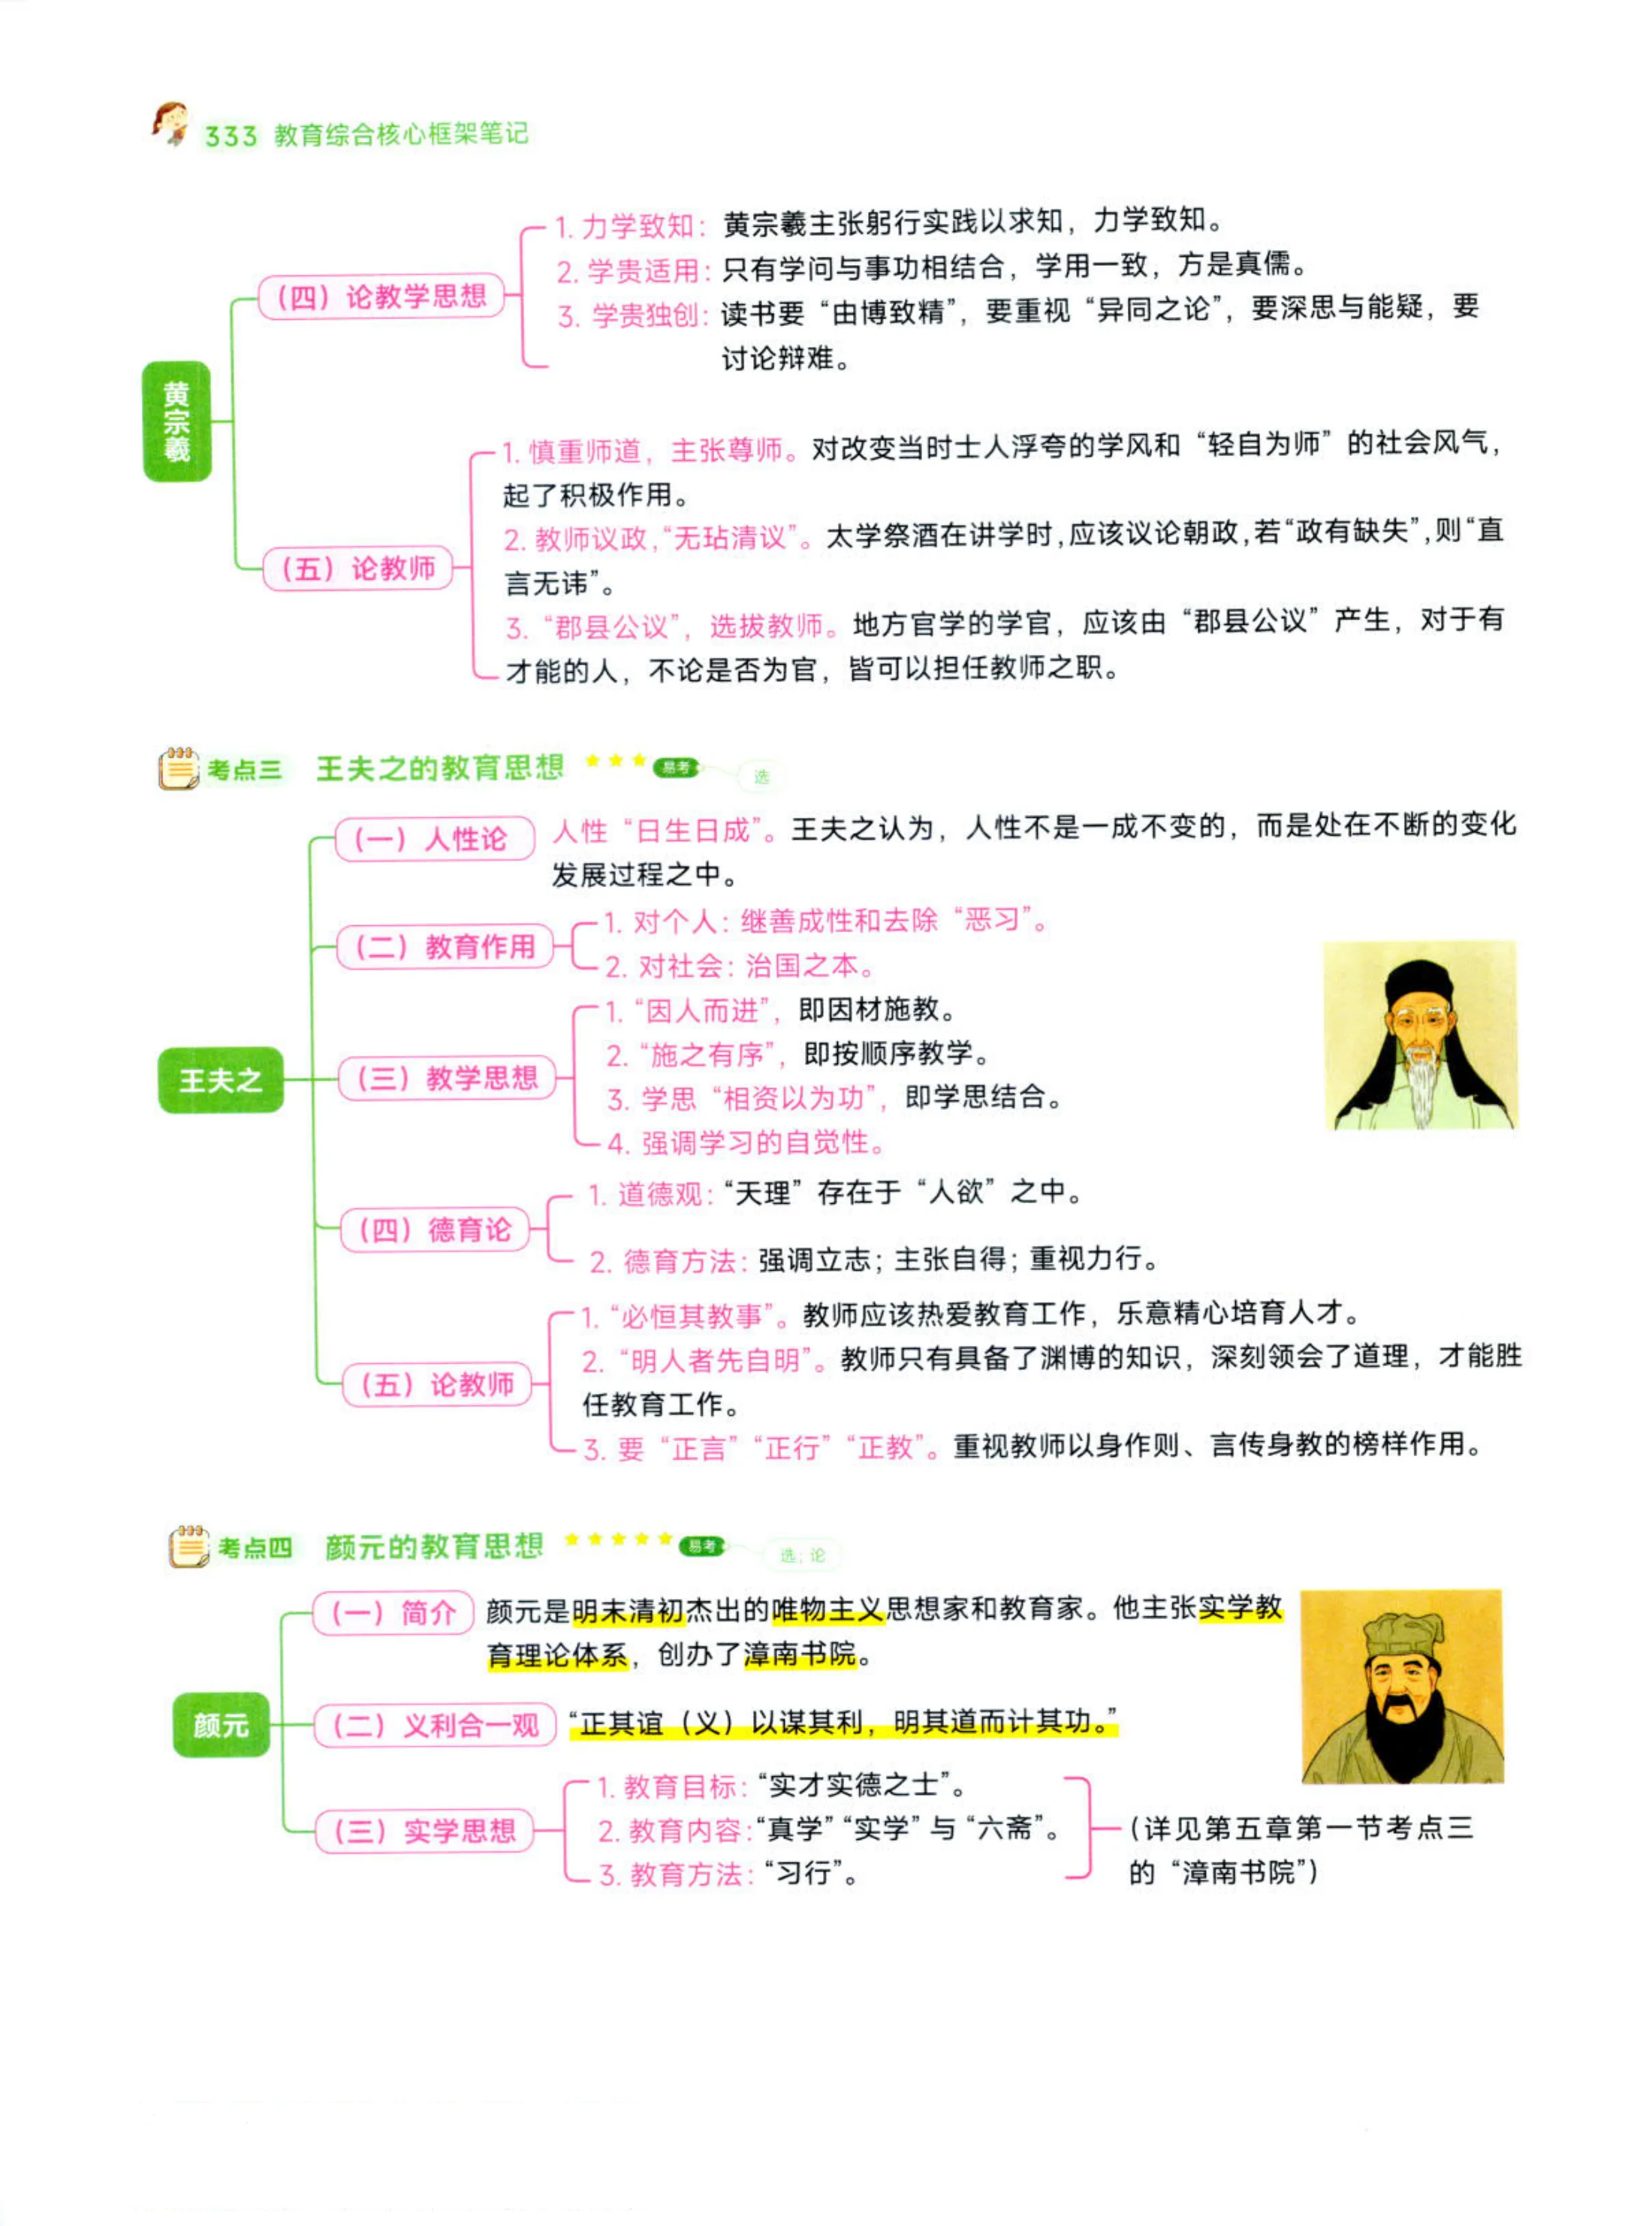 333 教育综合核心框架笔记
黄宗羲
(四) 论教学思想
1. 力学致知：黄宗羲主张躬行实践以求知，力学致知。
2. 学贵适用：只有学问与事功相结合，学用一致，方是真儒。
3. 学贵独创：读书要“由博致精”，要重视“异同之论”，要深思与能疑，要
讨论辩难。
(五) 论教师
1. 慎重师道，主张尊师。对改变当时士人浮夸的学风和“轻自为师”的社会风气，
起了积极作用。
2. 教师议政，“无玷清议”。太学祭酒在讲学时，应该议论朝政，若“政有缺失”，则“直
言无讳”。
3. “郡县公议”，选拔教师。地方官学的学官，应该由“郡县公议”产生，对于有
才能的人，不论是否为官，皆可以担任教师之职。
考点三 王夫之的教育思想 ★★★ 易考 选
王夫之
(一) 人性论
人性“日生日成”。王夫之认为，人性不是一成不变的，而是处在不断的变化
发展过程之中。
(二) 教育作用
1. 对个人：继善成性和去除“恶习”。
2. 对社会：治国之本。
(三) 教学思想
1. “因人而进”，即因材施教。
2. “施之有序”，即按顺序教学。
3. 学思“相资以为功”，即学思结合。
4. 强调学习的自觉性。
(四) 德育论
1. 道德观：“天理”存在于“人欲”之中。
2. 德育方法：强调立志；主张自得；重视力行。
(五) 论教师
1. “必恒其教事”。教师应该热爱教育工作，乐意精心培育人才。
2. “明人者先自明”。教师只有具备了渊博的知识，深刻领会了道理，才能胜
任教育工作。
3. 要“正言”“正行”“正教”。重视教师以身作则、言传身教的榜样作用。
考点四 颜元的教育思想 ★★★★★ 易考 选；论
颜元
(一) 简介
颜元是明末清初杰出的唯物主义思想家和教育家。他主张实学教
育理论体系，创办了漳南书院。
(二) 义利合一观
“正其谊（义）以谋其利，明其道而计其功。”
(三) 实学思想
1. 教育目标：“实才实德之士”。
2. 教育内容：“真学”“实学”与“六斋”。
3. 教育方法：“习行”。
(详见第五章第一节考点三
的“漳南书院”)